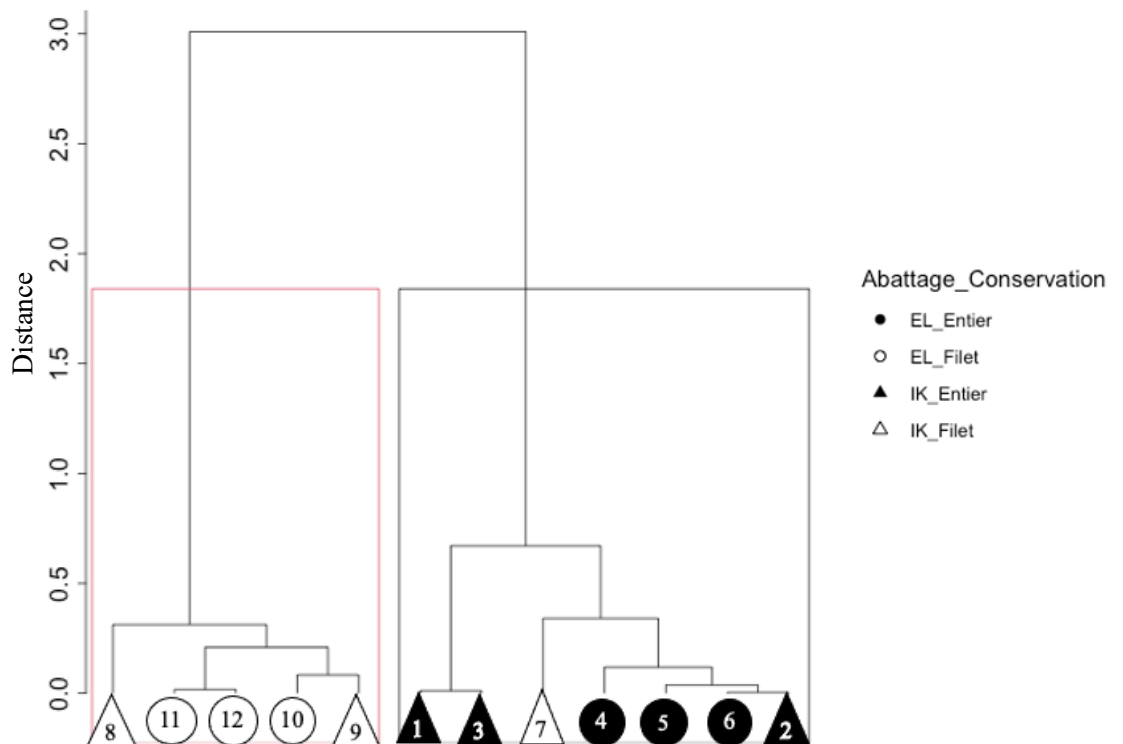 3.0
2.5
2.0
1.5
1.0
0.5
0.0
Distance
Abattage_Conservation
EL_Entier
EL_Filet
IK_Entier
IK_Filet
8 11 12 10 9 1 3 7 4 5 6 2